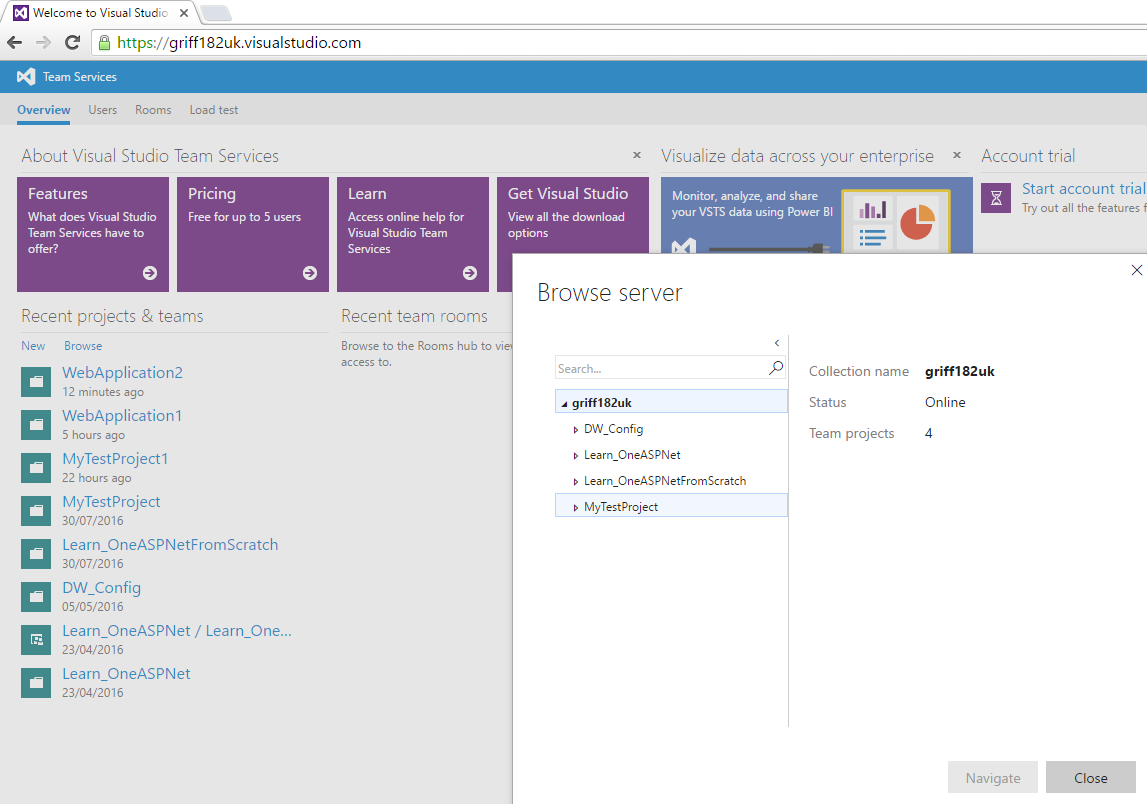 Welcome to Visual Studio
https://griff182uk.visualstudio.com
Team Services
Overview Users Rooms Load test
About Visual Studio Team Services
Features
What does Visual Studio
Team Services have to
offer?
Pricing
Free for up to 5 users
Learn
Access online help for
Visual Studio Team
Services
Get Visual Studio
View all the download
options
Visualize data across your enterprise
Monitor, analyze, and share
your VSTS data using Power BI
Account trial
Start account trial
Try out all the features f
Recent projects & teams
New Browse
WebApplication2
12 minutes ago
WebApplication1
5 hours ago
MyTestProject1
22 hours ago
MyTestProject
30/07/2016
Learn_OneASPNetFromScratch
30/07/2016
DW_Config
05/05/2016
Learn_OneASPNet / Learn_One...
23/04/2016
Learn_OneASPNet
23/04/2016
Recent team rooms
Browse to the Rooms hub to view
access to.
Browse server
Search...
griff182uk
DW_Config
Learn_OneASPNet
Learn_OneASPNetFromScratch
MyTestProject
Collection name griff182uk
Status Online
Team projects 4
Navigate Close